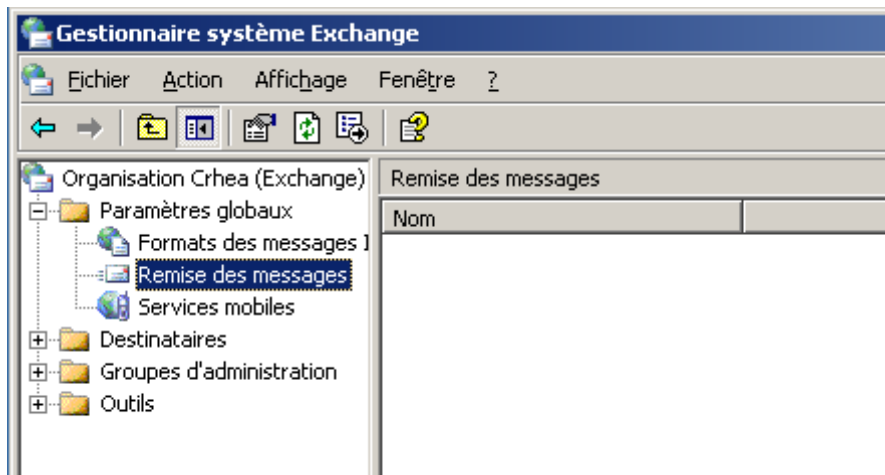 Gestionnaire système Exchange
Fichier Action Affichage Fenêtre ?
Organisation Crhea (Exchange)
Paramètres globaux
Formats des messages I
Remise des messages
Services mobiles
Destinataires
Groupes d'administration
Outils
Remise des messages
Nom